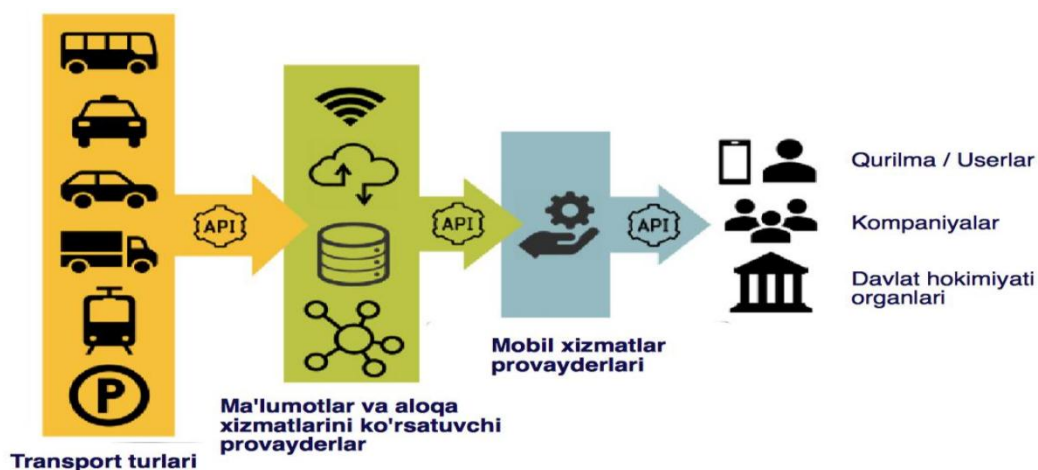 API
API
API
P
Qurilma / Userlar
Kompaniyalar
Davlat hokimiyati
organlari
Mobil xizmatlar
provayderlari
Ma'lumotlar va aloqa
xizmatlarini ko'rsatuvchi
provayderlar
Transport turlari